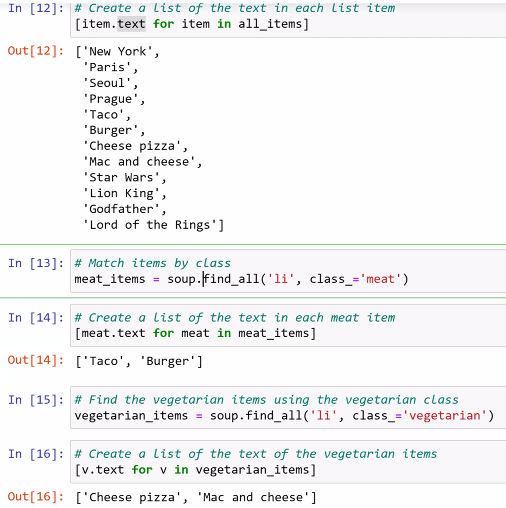 In [12]: # Create a list of the text in each list item
[item.text for item in all_items]
Out[12]: ['New York',
'Paris',
'Seoul',
'Prague',
'Taco',
'Burger',
'Cheese pizza',
'Mac and cheese',
'Star Wars',
'Lion King',
'Godfather',
'Lord of the Rings']
In [13]: # Match items by class
meat_items = soup.find_all('li', class_='meat')
In [14]: # Create a list of the text in each meat item
[meat.text for meat in meat_items]
Out[14]: ['Taco', 'Burger']
In [15]: # Find the vegetarian items using the vegetarian class
vegetarian_items = soup.find_all('li', class_='vegetarian')
In [16]: # Create a list of the text of the vegetarian items
[v.text for v in vegetarian_items]
Out[16]: ['Cheese pizza', 'Mac and cheese']